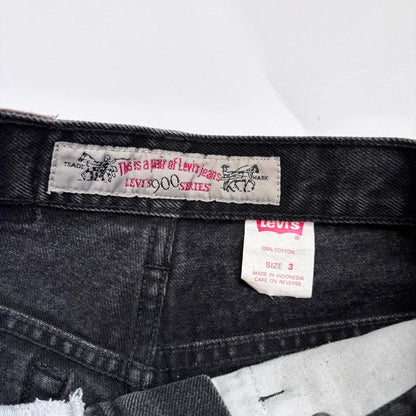 This is a pair of Levi's jeans
TRADE MARK
LEVI'S 900 SERIES
Levi's
®
100% COTTON
SIZE 3
MADE IN INDONESIA
CARE ON REVERSE